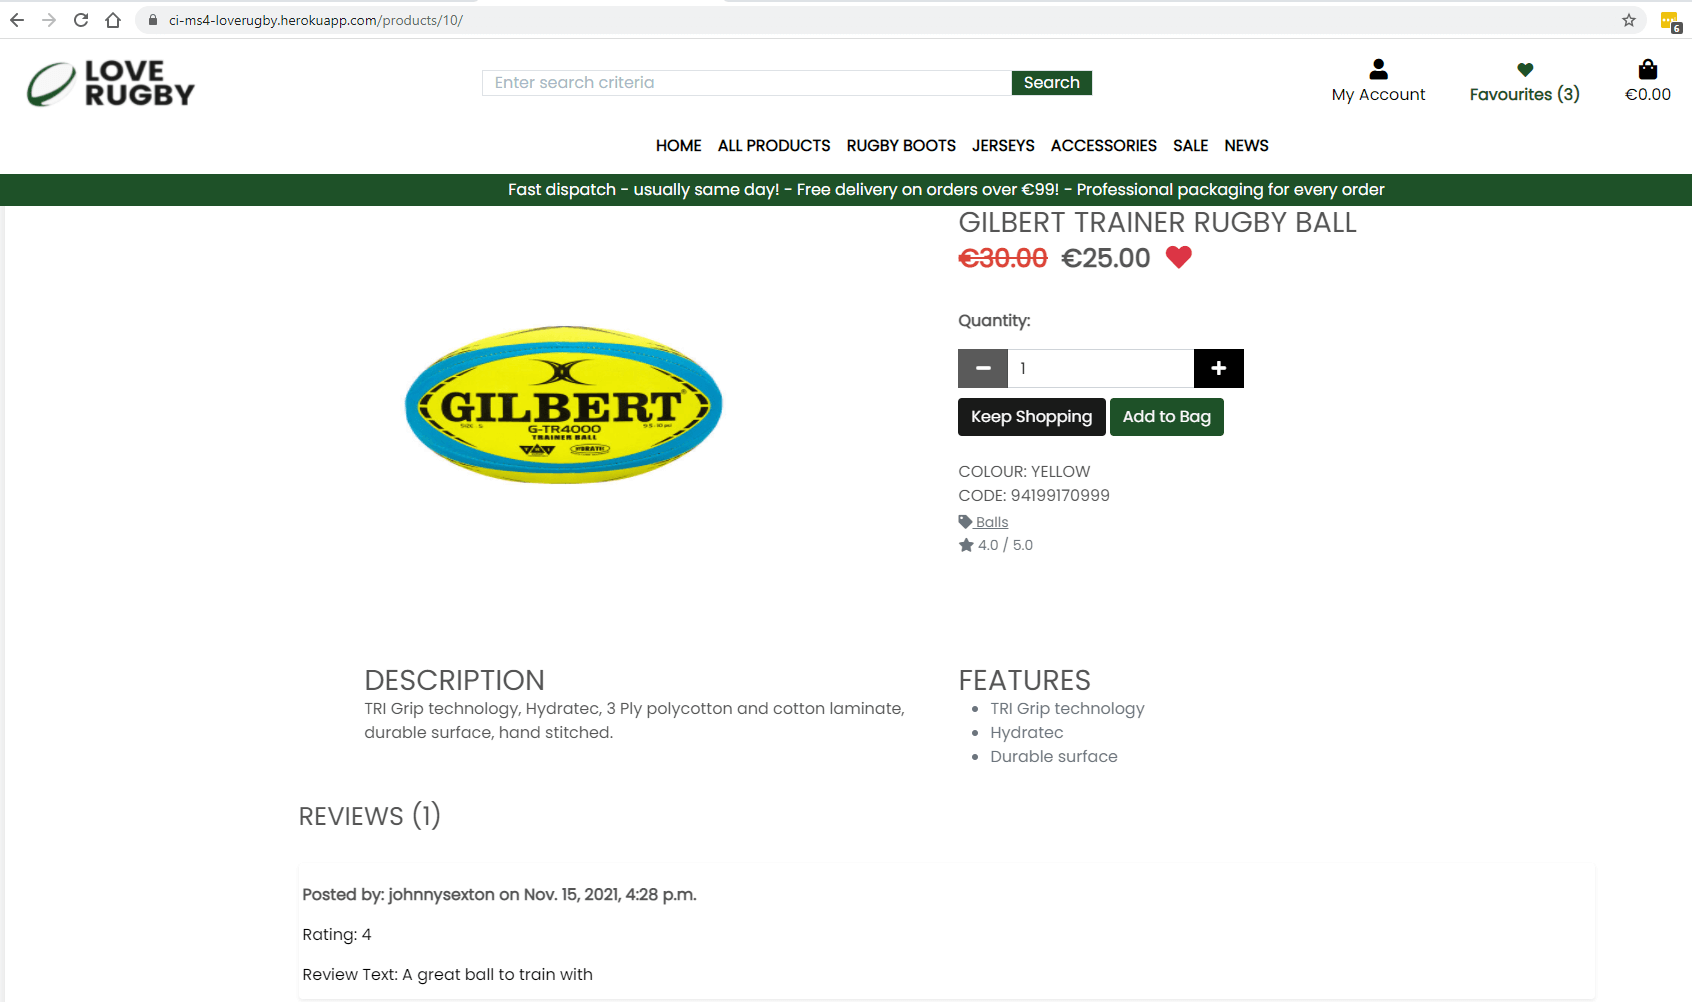 ci-ms4-loverugby.herokuapp.com/products/10/
6
LOVE
RUGBY
Enter search criteria
Search
My Account
Favourites (3)
€0.00
HOME ALL PRODUCTS RUGBY BOOTS JERSEYS ACCESSORIES SALE NEWS
Fast dispatch - usually same day! - Free delivery on orders over €99! - Professional packaging for every order
GILBERT TRAINER RUGBY BALL
€30.00 €25.00
Quantity:
1
Keep Shopping Add to Bag
GILBERT
G-TR4000
TRAINER BALL
COLOUR: YELLOW
CODE: 94199170999
Balls
4.0 / 5.0
DESCRIPTION
TRI Grip technology, Hydratec, 3 Ply polycotton and cotton laminate,
durable surface, hand stitched.
FEATURES
TRI Grip technology
Hydratec
Durable surface
REVIEWS (1)
Posted by: johnnysexton on Nov. 15, 2021, 4:28 p.m.
Rating: 4
Review Text: A great ball to train with